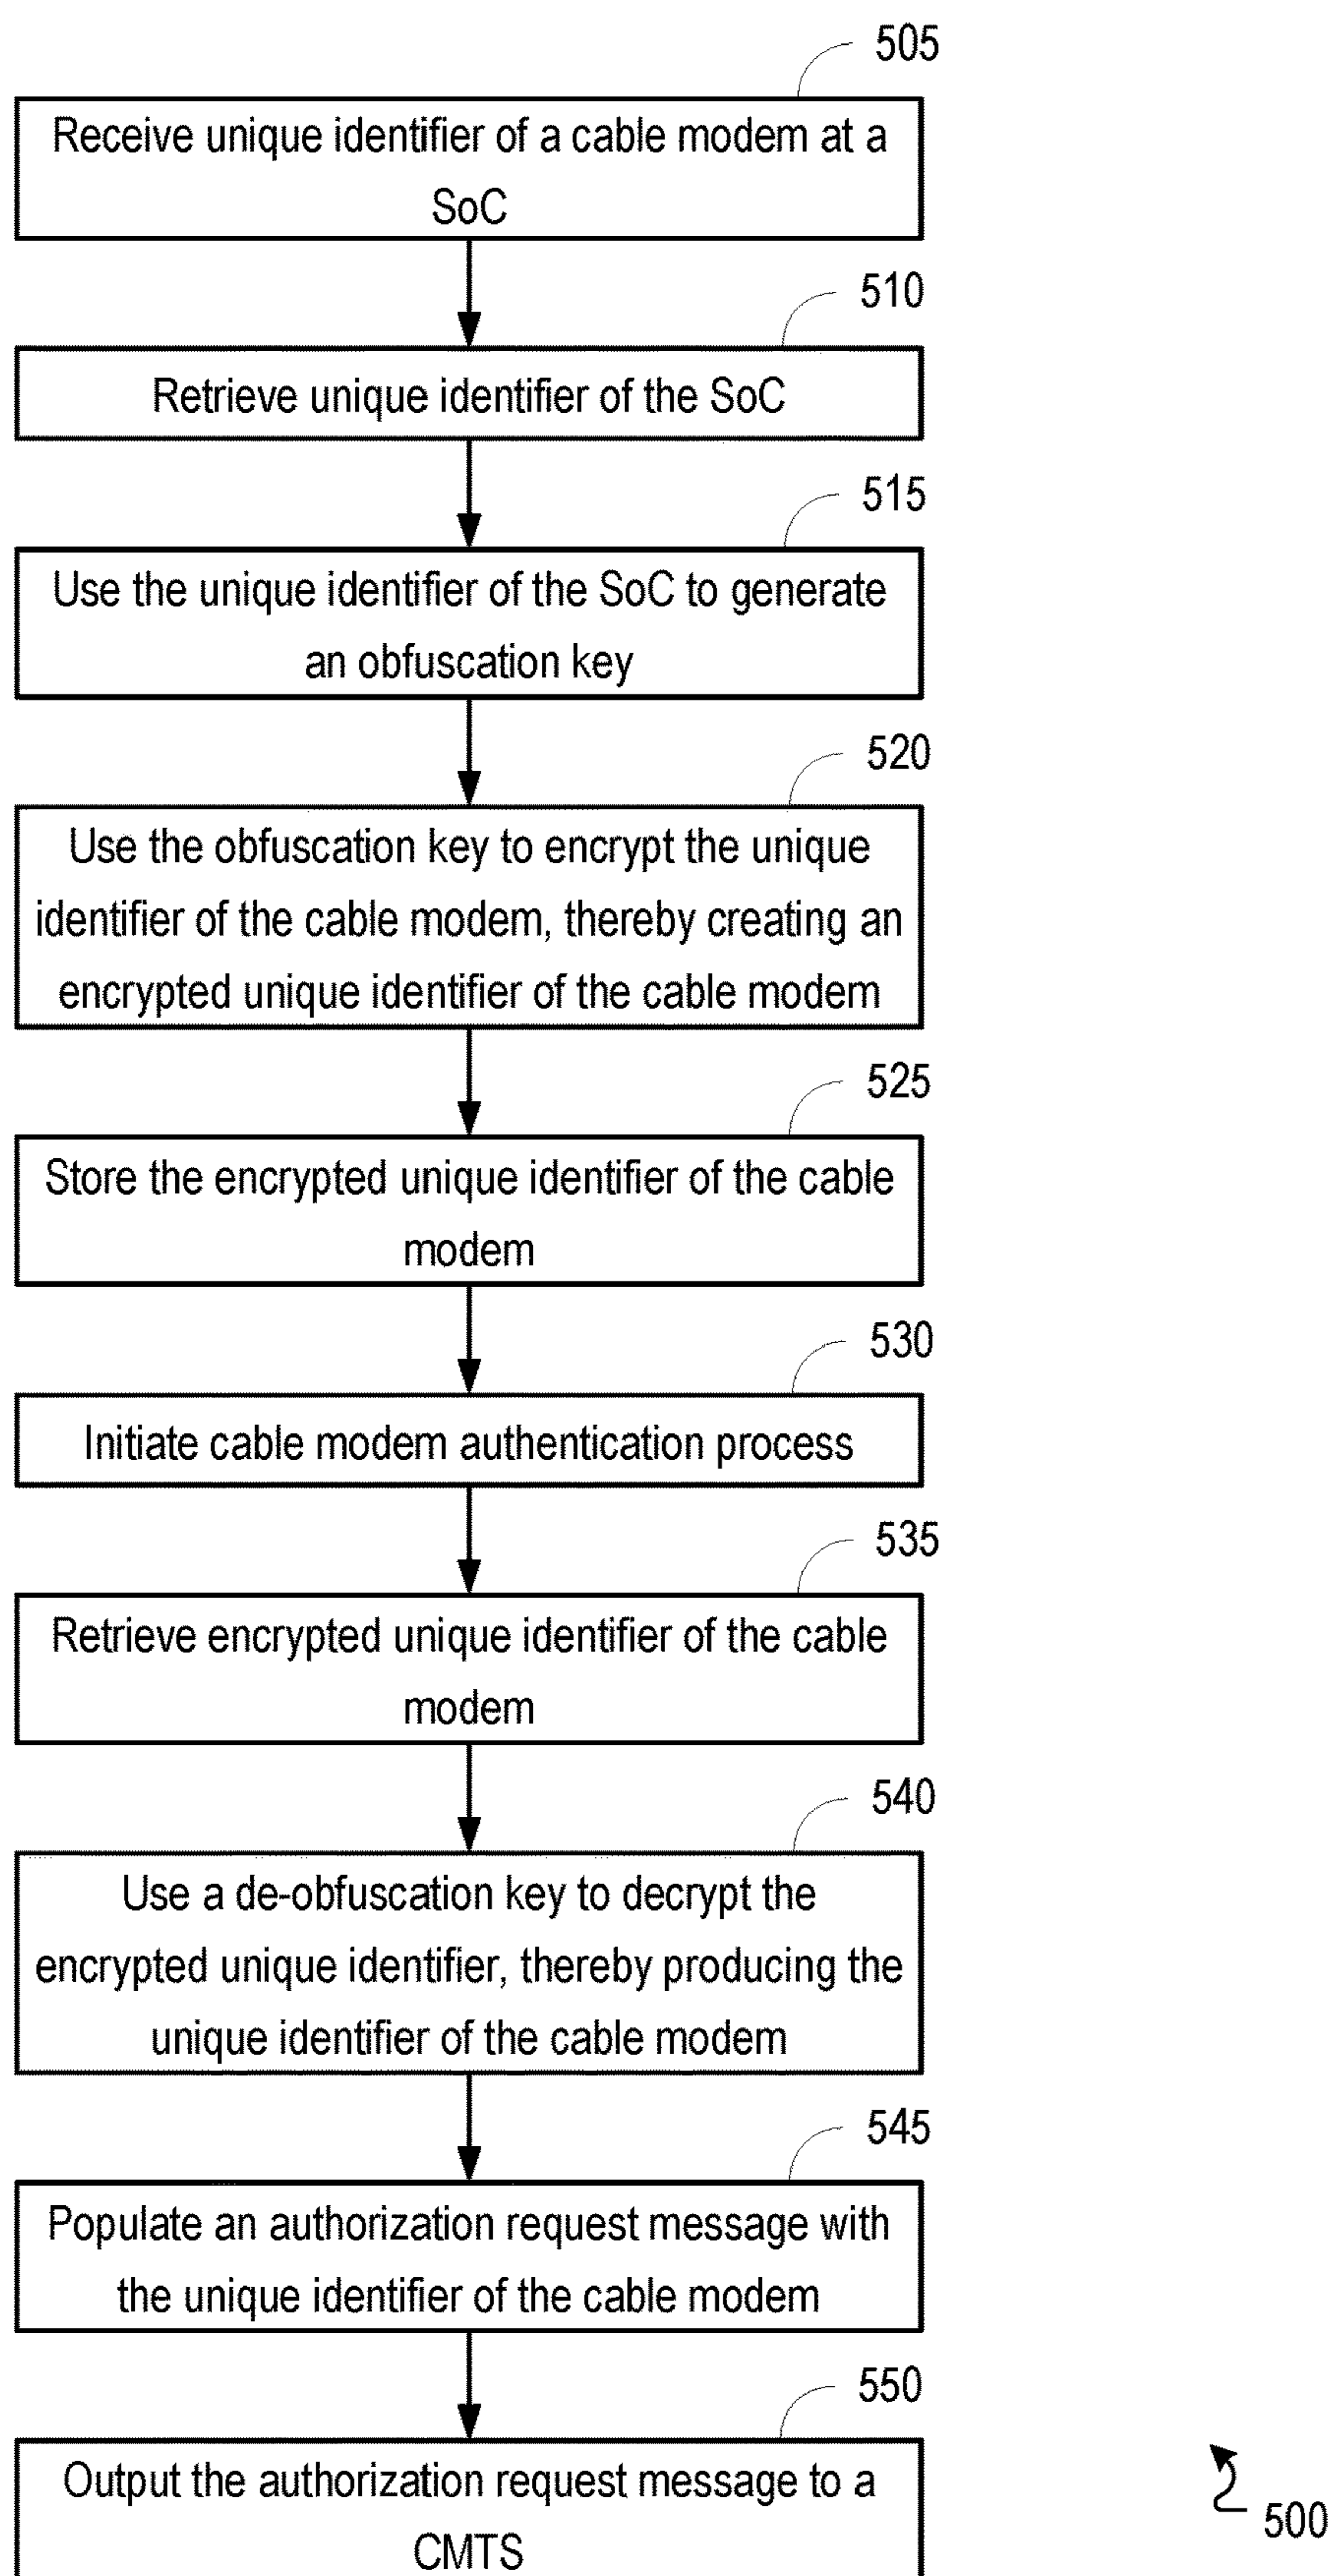 505
Receive unique identifier of a cable modem at a
SoC
510
Retrieve unique identifier of the SoC
515
Use the unique identifier of the SoC to generate
an obfuscation key
520
Use the obfuscation key to encrypt the unique
identifier of the cable modem, thereby creating an
encrypted unique identifier of the cable modem
525
Store the encrypted unique identifier of the cable
modem
530
Initiate cable modem authentication process
535
Retrieve encrypted unique identifier of the cable
modem
540
Use a de-obfuscation key to decrypt the
encrypted unique identifier, thereby producing the
unique identifier of the cable modem
545
Populate an authorization request message with
the unique identifier of the cable modem
550
Output the authorization request message to a
CMTS
500